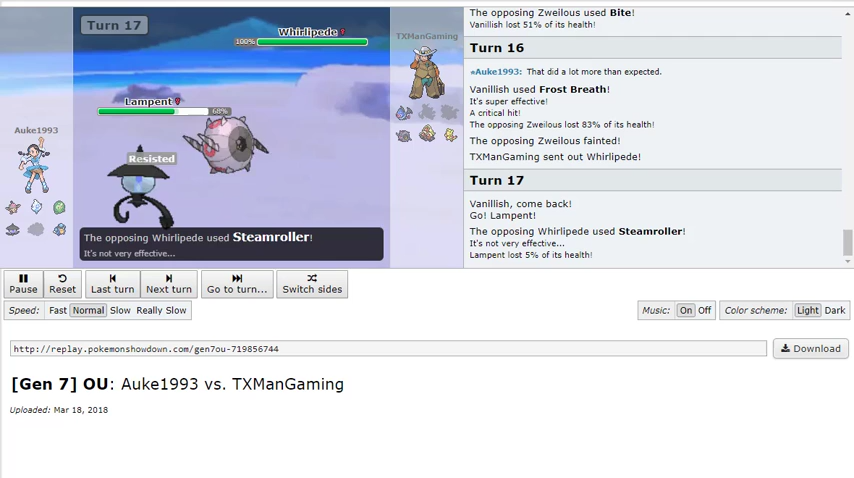 Turn 17
Whirlipede
100%
TXManGaming
Lampent
68%
Auke1993
Resisted
The opposing Whirlipede used Steamroller!
It's not very effective...
The opposing Zweilous used Bite!
Vanillish lost 51% of its health!
Turn 16
★Auke1993: That did a lot more than expected.
Vanillish used Frost Breath!
It's super effective!
A critical hit!
The opposing Zweilous lost 83% of its health!
The opposing Zweilous fainted!
TXManGaming sent out Whirlipede!
Turn 17
Vanillish, come back!
Go! Lampent!
The opposing Whirlipede used Steamroller!
It's not very effective...
Lampent lost 5% of its health!
Pause Reset Last turn Next turn Go to turn... Switch sides
Speed: Fast Normal Slow Really Slow Music: On Off Color scheme: Light Dark
http://replay.pokemonshowdown.com/gen7ou-719856744 Download
[Gen 7] OU: Auke1993 vs. TXManGaming
Uploaded: Mar 18, 2018